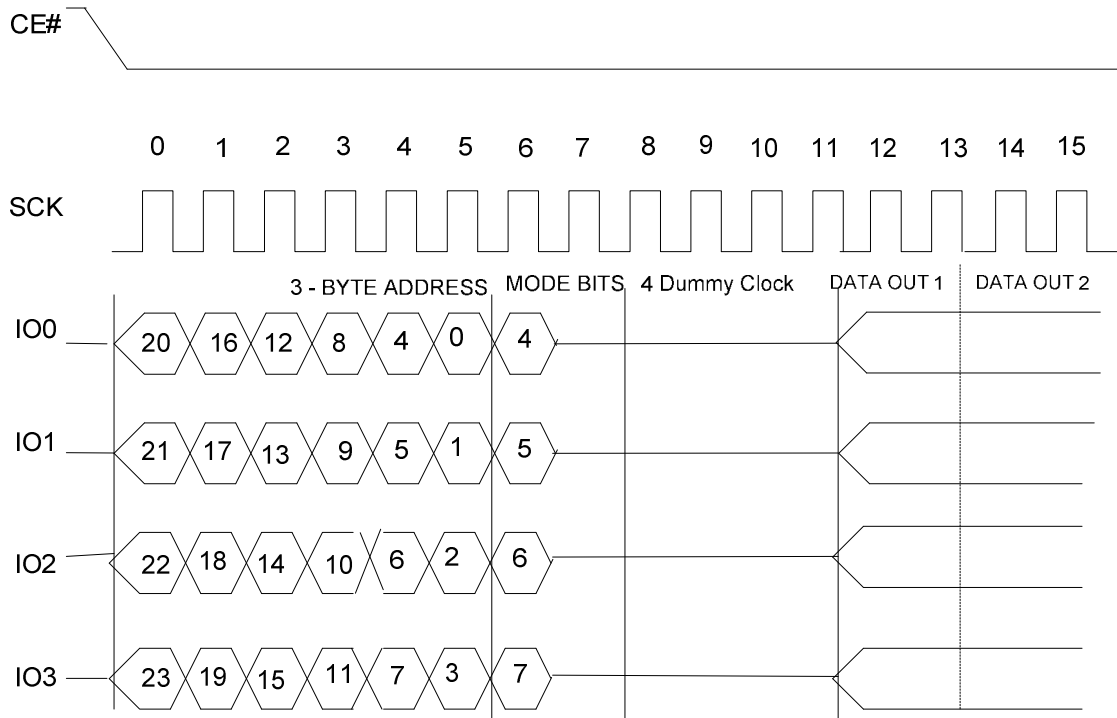 CE#
0 1 2 3 4 5 6 7 8 9 10 11 12 13 14 15
SCK
3 - BYTE ADDRESS MODE BITS 4 Dummy Clock DATA OUT 1 DATA OUT 2
IO0 20 16 12 8 4 0 4
IO1 21 17 13 9 5 1 5
IO2 22 18 14 10 6 2 6
IO3 23 19 15 11 7 3 7